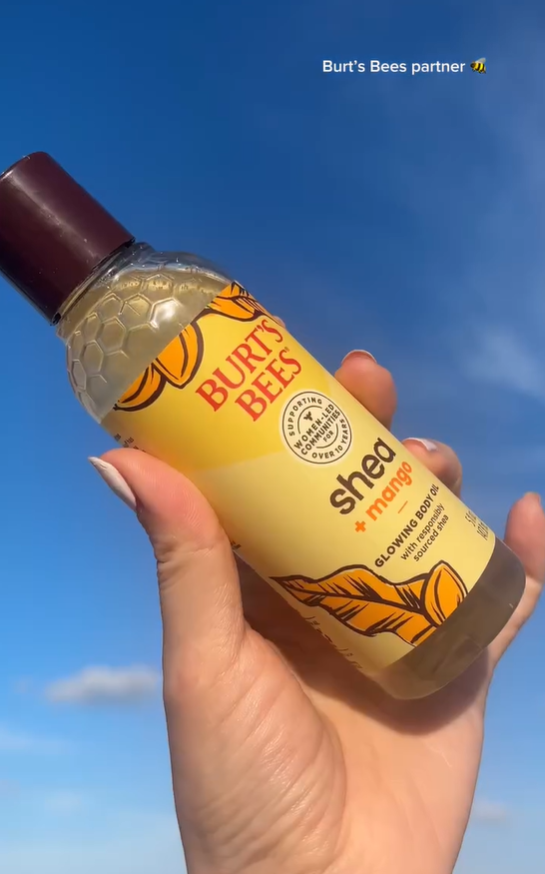 Burt's Bees partner 🐝
BURT'S
BEES
SUPPORTING
WOMEN-LED
COMMUNITIES
FOR
OVER 10 YEARS
shea
+ mango
GLOWING BODY OIL
with responsibly
sourced shea